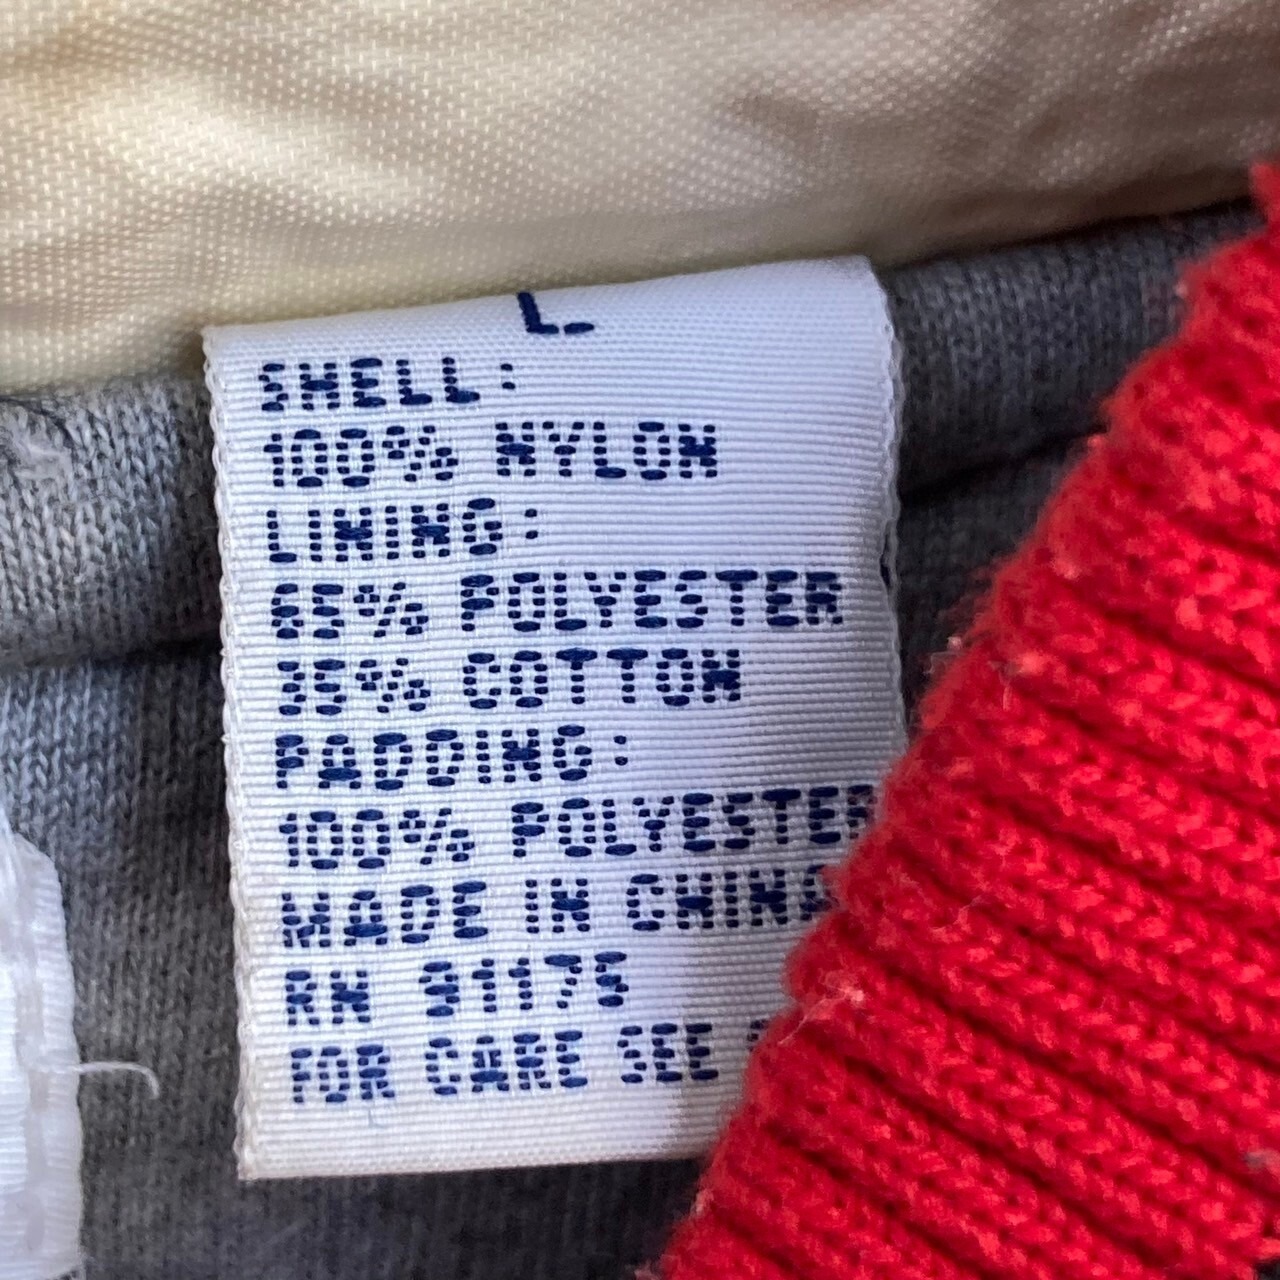 L
SHELL:
100% NYLON
LINING:
65% POLYESTER
35% COTTON
PADDING:
100% POLYESTER
MADE IN CHINA
RN 91175
FOR CARE SEE